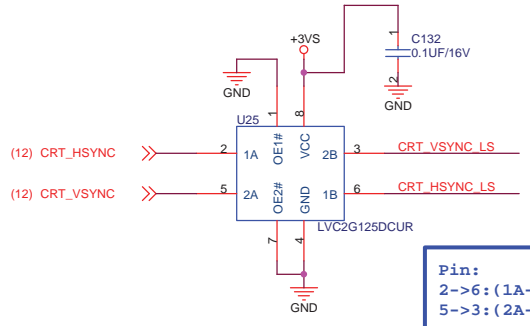 +3VS
1
C132
0.1UF/16V
2
GND
GND
1
8
U25
(12) CRT_HSYNC
2
1A
OE1#
VCC
2B
3
CRT_VSYNC_LS
(12) CRT_VSYNC
5
2A
OE2#
GND
1B
6
CRT_HSYNC_LS
LVC2G125DCUR
7
4
GND
Pin:
2->6:(1A-
5->3:(2A-